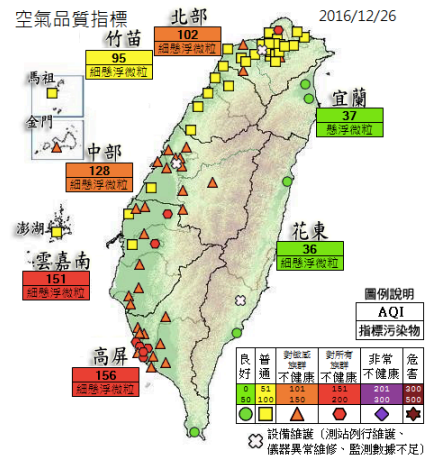 空氣品質指標
2016/12/26
北部
102
細懸浮微粒
竹苗
95
細懸浮微粒
馬祖
金門
宜蘭
37
懸浮微粒
中部
128
細懸浮微粒
澎湖
花東
36
細懸浮微粒
雲嘉南
151
細懸浮微粒
高屏
156
細懸浮微粒
圖例說明
AQI
指標污染物
良好
0
50
普通
51
100
對敏感
族群
不健康
101
150
對所有
族群
不健康
151
200
非常
不健康
201
300
危害
300
500
設備維護（測站例行維護、
儀器異常維修、監測數據不足）